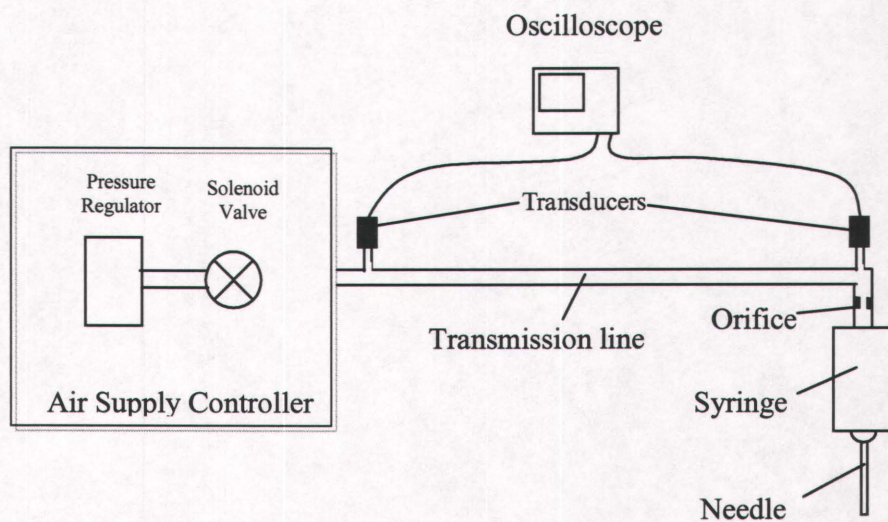 Oscilloscope
Pressure
Regulator
Solenoid
Valve
Transducers
Transmission line
Orifice
Air Supply Controller
Syringe
Needle